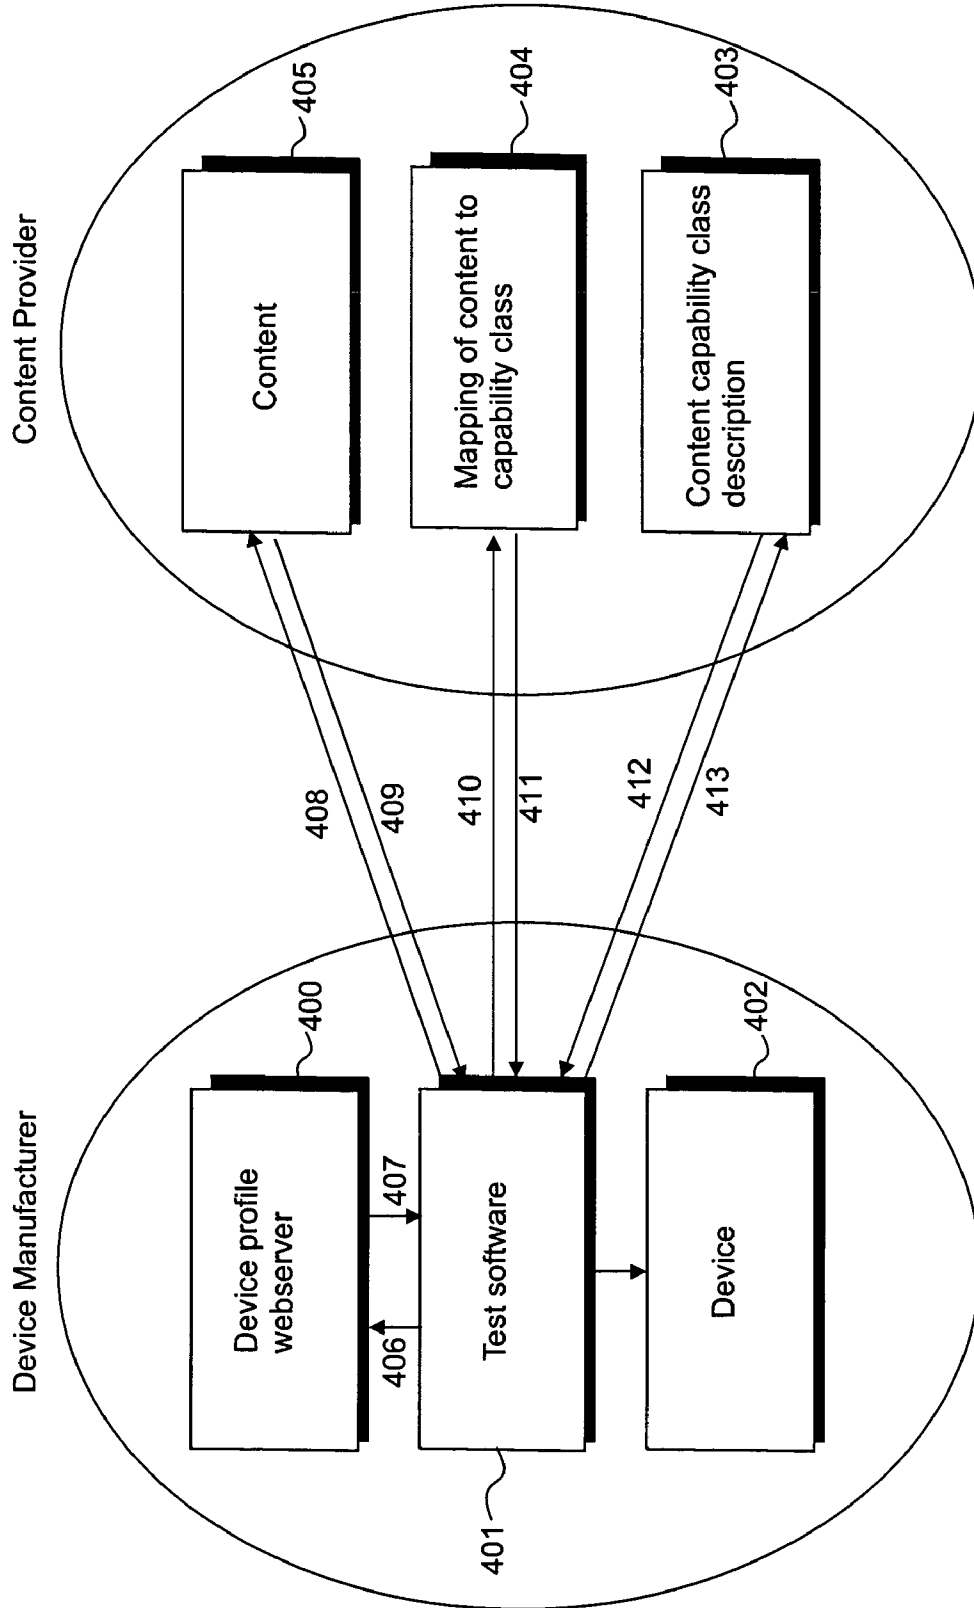 Device Manufacturer
Content Provider
Device profile
webserver
400
406
407
Test software
401
Device
402
408
409
410
411
412
413
Content
405
Mapping of content to
capability class
404
Content capability class
description
403